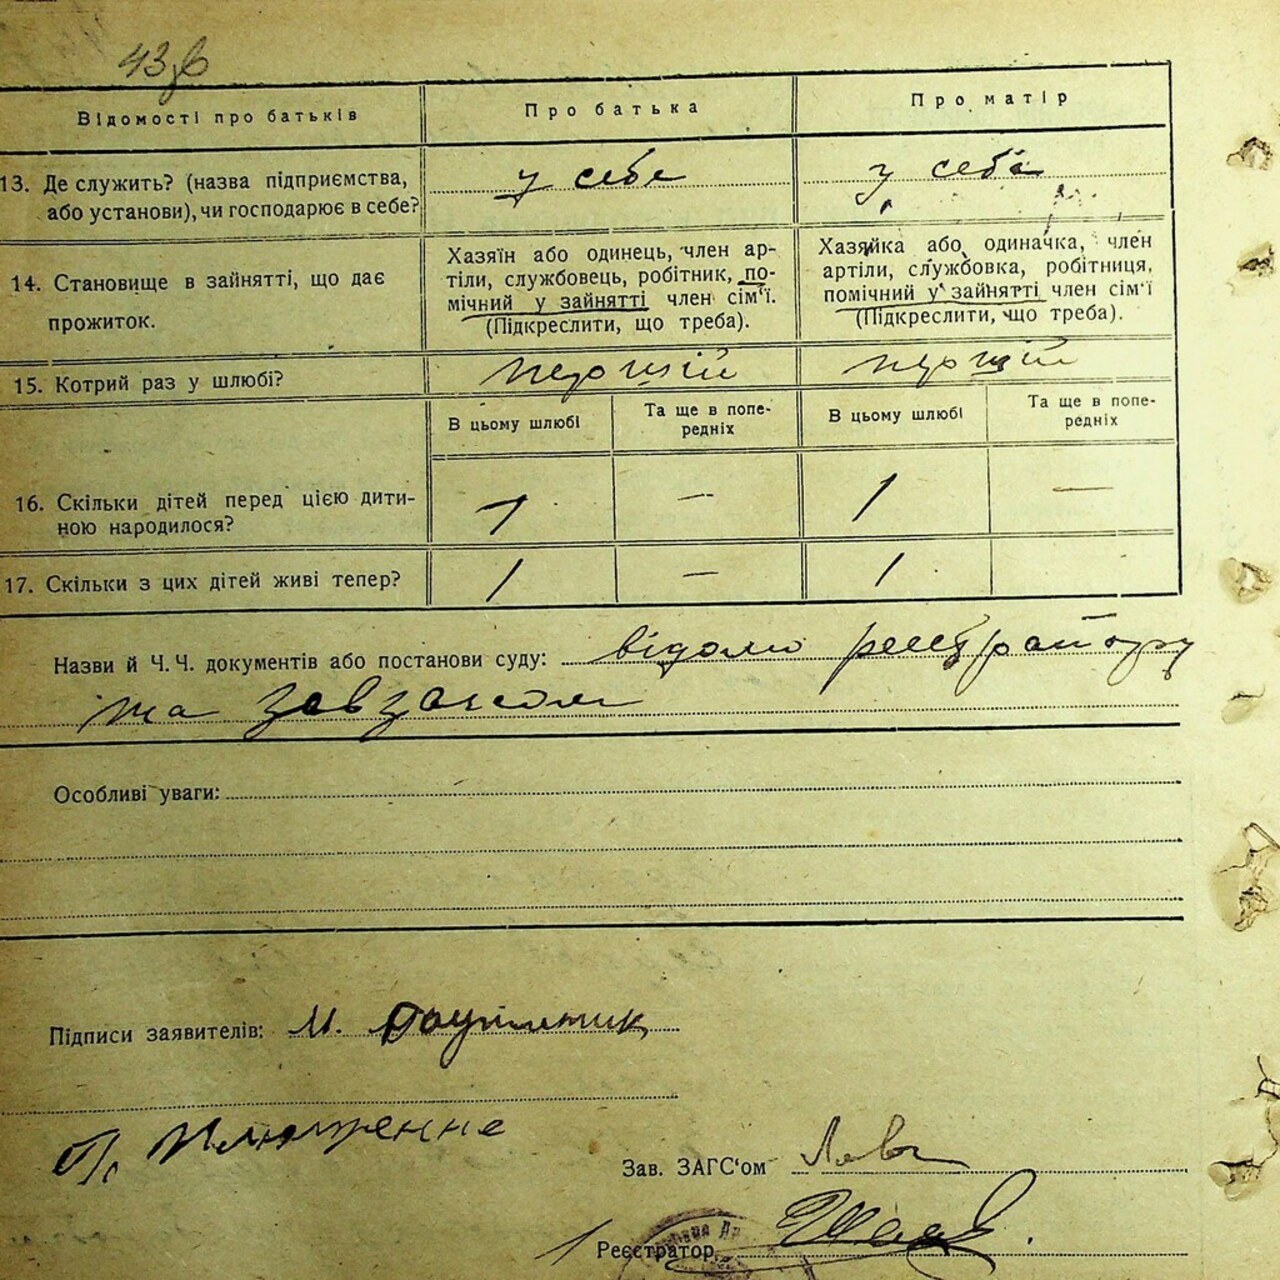 Відомості про батьків
Про батька
Про матір
13. Де служить? (назва підприємства,
або установи), чи господарює в себе?
у себе
у себе
14. Становище в зайнятті, що дає
прожиток.
Хазяїн або одинець, член ар-
тіли, службовець, робітник, по-
мічний у зайнятті член сім'ї.
(Підкреслити, що треба).
Хазяйка або одиначка, член
артіли, службовка, робітниця,
помічний у зайнятті член сім'ї
(Підкреслити, що треба).
15. Котрий раз у шлюбі?
перший
перший
В цьому шлюбі
Та ще в попе-
редніх
В цьому шлюбі
Та ще в попе-
редніх
16. Скільки дітей перед цією дити-
ною народилося?
1 — 1 —
17. Скільки з цих дітей живі тепер?
1 — 1
Назви й Ч.Ч. документів або постанови суду: відомо реєстратору
та
Особливі уваги:
Підписи заявителів: М.
Зав. ЗАГС'ом
Реєстратор